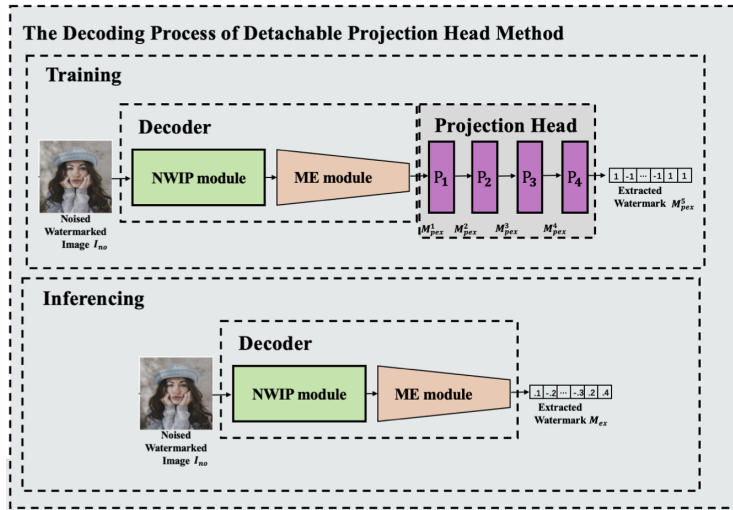 The Decoding Process of Detachable Projection Head Method
Training
Decoder
Projection Head
NWIP module
ME module
P₁
P₂
P₃
P₄
1 -1 ... -1 1 1
Extracted
Watermark M⁵ₚₑₓ
M¹ₚₑₓ M²ₚₑₓ M³ₚₑₓ M⁴ₚₑₓ
Noised
Watermarked
Image Iₙₒ
Inferencing
Decoder
NWIP module
ME module
.1 -.2 ... -.3 .2 .4
Extracted
Watermark Mₑₓ
Noised
Watermarked
Image Iₙₒ